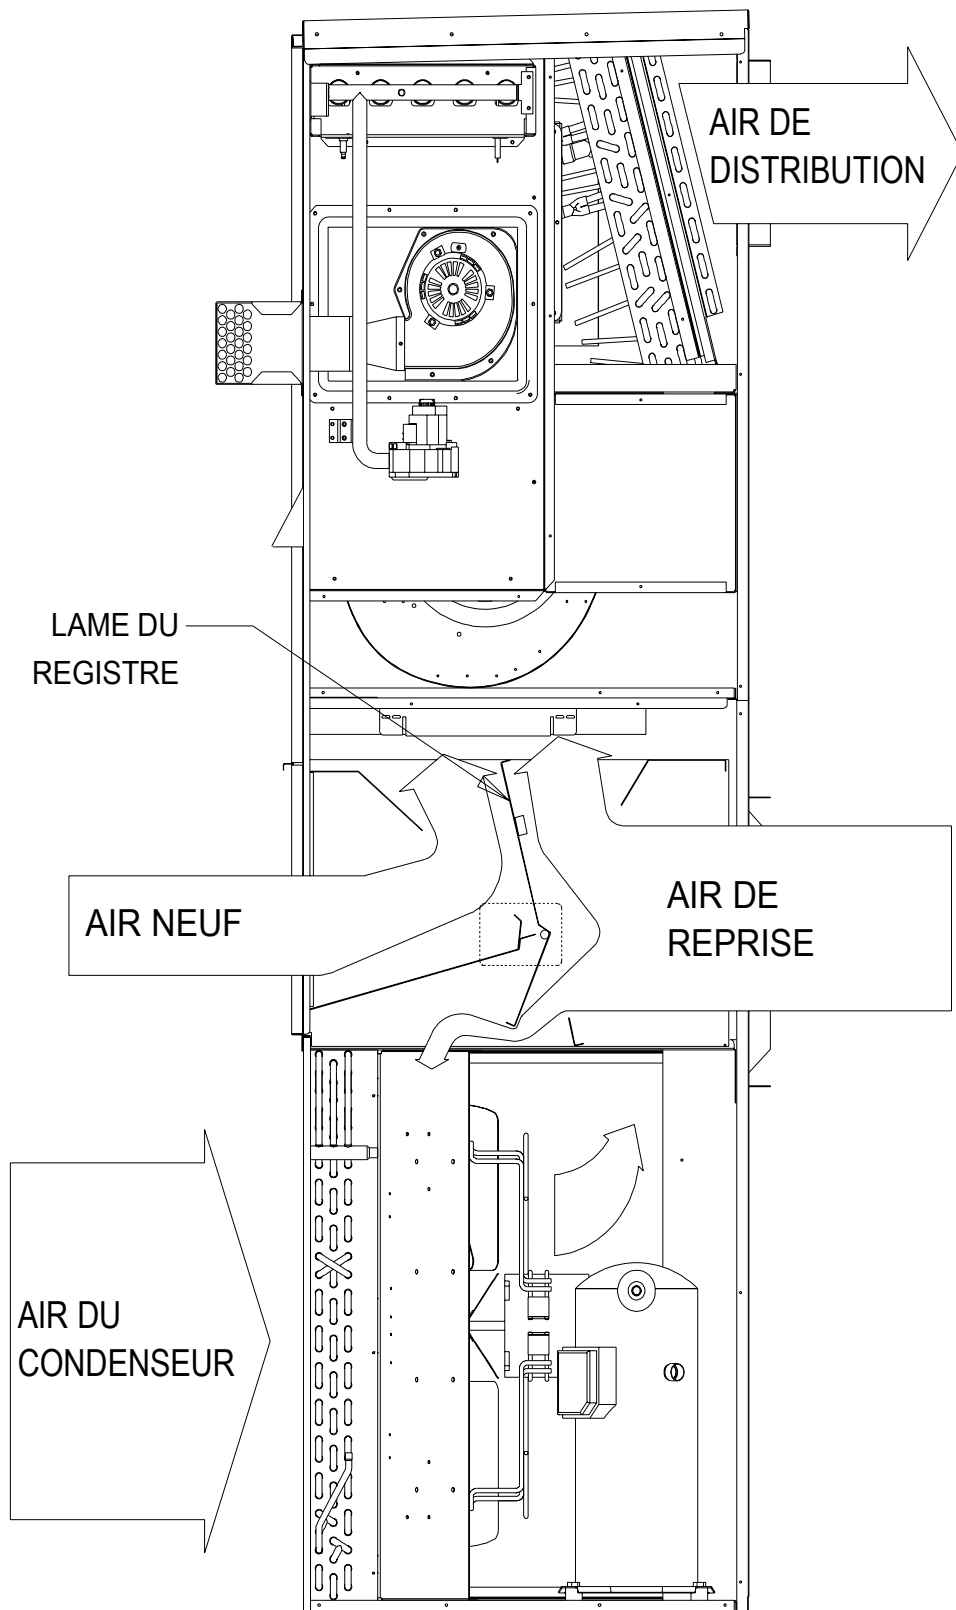 AIR DE
DISTRIBUTION
LAME DU
REGISTRE
AIR NEUF
AIR DE
REPRISE
AIR DU
CONDENSEUR